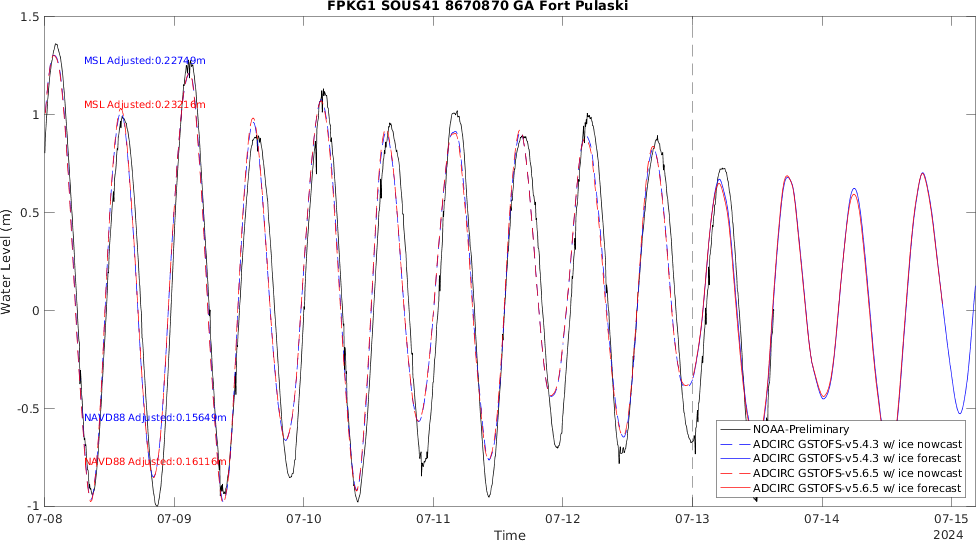 FPKG1 SOUS41 8670870 GA Fort Pulaski
1.5
1
0.5
0
-0.5
-1
Water Level (m)
MSL Adjusted:0.22749m
MSL Adjusted:0.23216m
NAVD88 Adjusted:0.15649m
NAVD88 Adjusted:0.16116m
NOAA-Preliminary
ADCIRC GSTOFS-v5.4.3 w/ ice nowcast
ADCIRC GSTOFS-v5.4.3 w/ ice forecast
ADCIRC GSTOFS-v5.6.5 w/ ice nowcast
ADCIRC GSTOFS-v5.6.5 w/ ice forecast
07-08 07-09 07-10 07-11 07-12 07-13 07-14 07-15
Time
2024